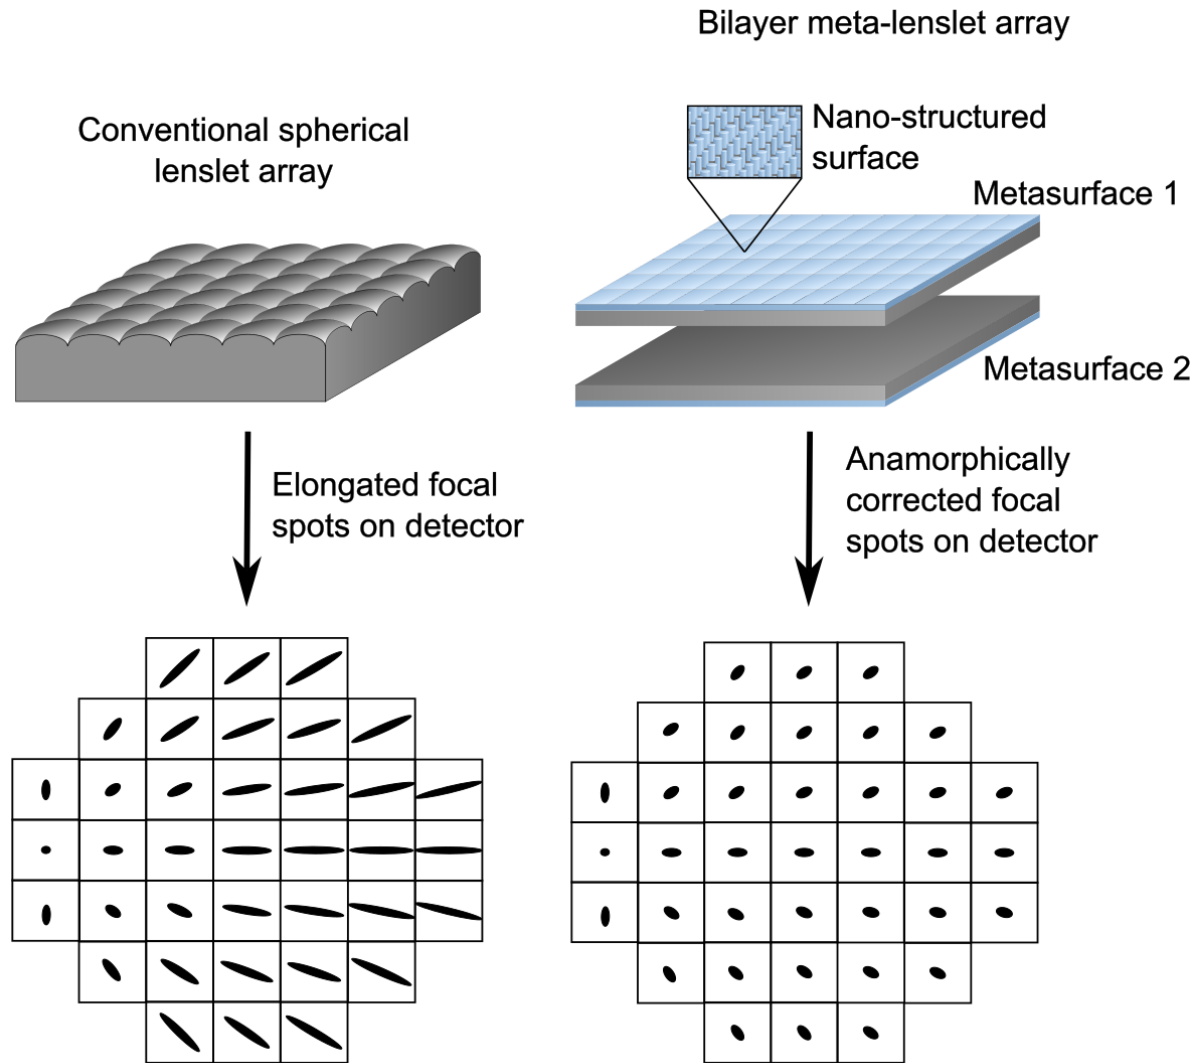 Bilayer meta-lenslet array
Conventional spherical
lenslet array
Nano-structured
surface
Metasurface 1
Metasurface 2
Elongated focal
spots on detector
Anamorphically
corrected focal
spots on detector